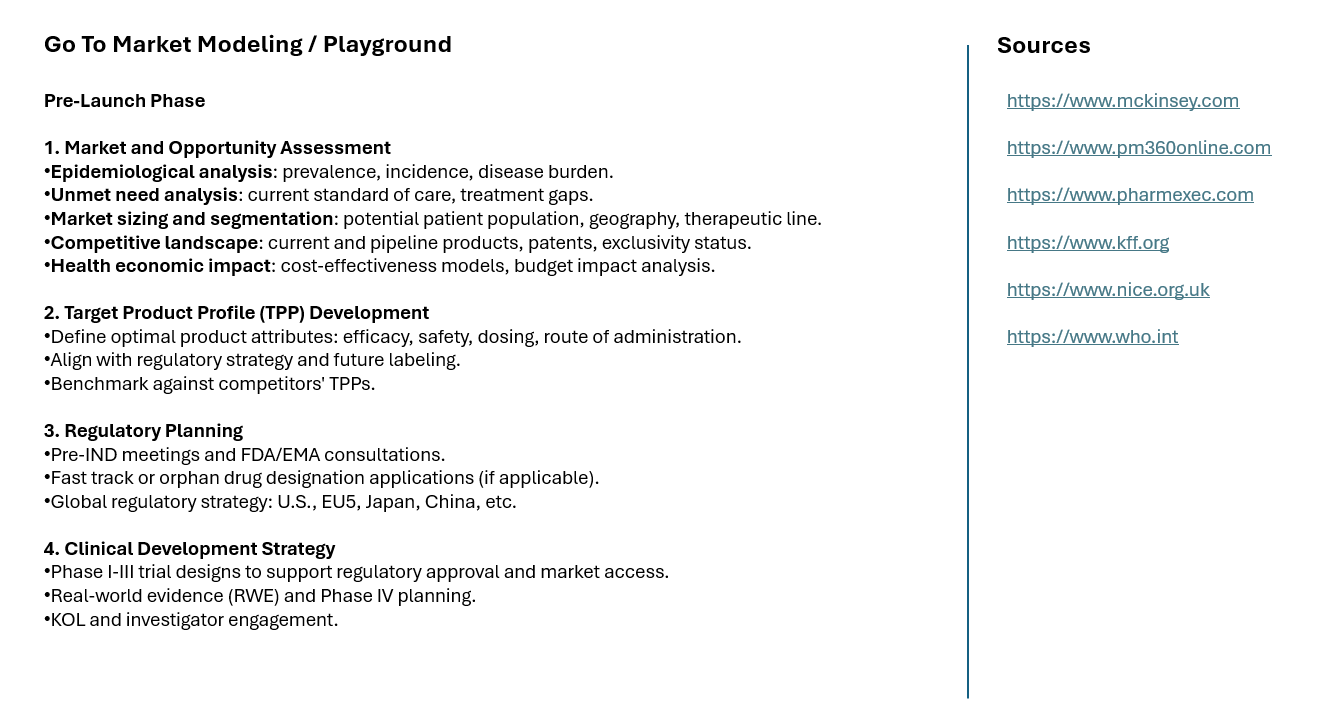 Go To Market Modeling / Playground
Pre-Launch Phase
1. Market and Opportunity Assessment
•Epidemiological analysis: prevalence, incidence, disease burden.
•Unmet need analysis: current standard of care, treatment gaps.
•Market sizing and segmentation: potential patient population, geography, therapeutic line.
•Competitive landscape: current and pipeline products, patents, exclusivity status.
•Health economic impact: cost-effectiveness models, budget impact analysis.
2. Target Product Profile (TPP) Development
•Define optimal product attributes: efficacy, safety, dosing, route of administration.
•Align with regulatory strategy and future labeling.
•Benchmark against competitors' TPPs.
3. Regulatory Planning
•Pre-IND meetings and FDA/EMA consultations.
•Fast track or orphan drug designation applications (if applicable).
•Global regulatory strategy: U.S., EU5, Japan, China, etc.
4. Clinical Development Strategy
•Phase I-III trial designs to support regulatory approval and market access.
•Real-world evidence (RWE) and Phase IV planning.
•KOL and investigator engagement.
Sources
https://www.mckinsey.com
https://www.pm360online.com
https://www.pharmexec.com
https://www.kff.org
https://www.nice.org.uk
https://www.who.int